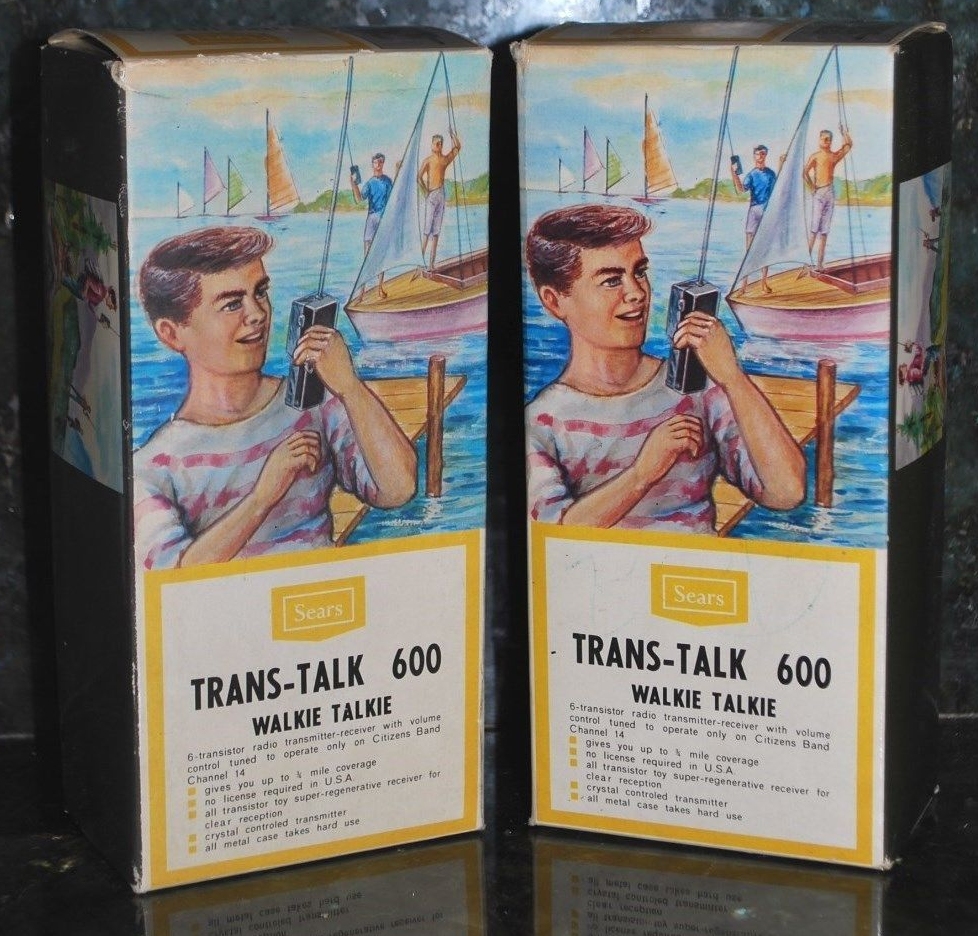 Sears
TRANS-TALK 600
WALKIE TALKIE
6-transistor radio transmitter-receiver with volume
control tuned to operate only on Citizens Band
Channel 14
gives you up to ¼ mile coverage
no license required in U.S.A.
all transistor toy super-regenerative receiver for
clear reception
crystal controled transmitter
all metal case takes hard use
Sears
TRANS-TALK 600
WALKIE TALKIE
6-transistor radio transmitter-receiver with volume
control tuned to operate only on Citizens Band
Channel 14
gives you up to ¼ mile coverage
no license required in U.S.A.
all transistor toy super-regenerative receiver for
clear reception
crystal controled transmitter
all metal case takes hard use